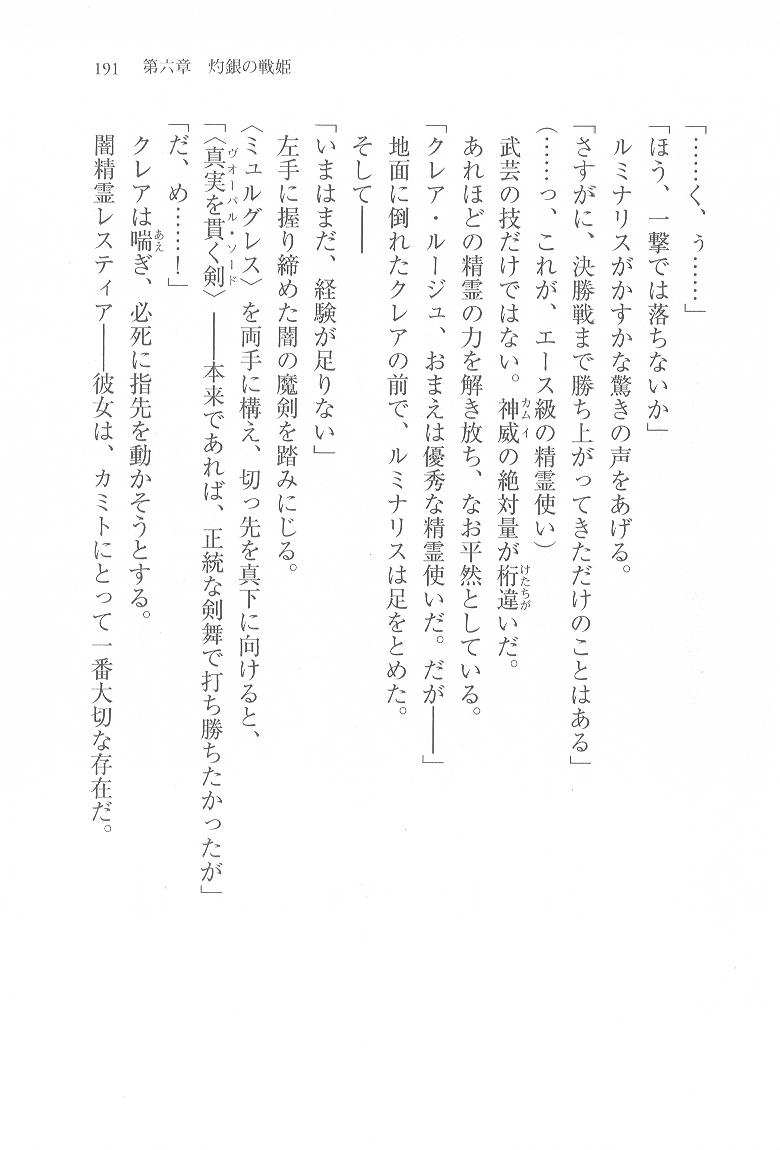 191　第六章　灼銀の戦姫
「……く、ぅ……」
「ほう、一撃では落ちないか」
ルミナリスがかすかな驚きの声をあげる。
「さすがに、決勝戦まで勝ち上がってきただけのことはある」
(……っ、これが、エース級の精霊使い)
武芸の技だけではない。神威の絶対量が桁違いだ。
カムイ
けたちが
あれほどの精霊の力を解き放ち、なお平然としている。
「クレア・ルージュ、おまえは優秀な精霊使いだ。だが――」
地面に倒れたクレアの前で、ルミナリスは足をとめた。
そして――
「いまはまだ、経験が足りない」
左手に握り締めた闇の魔剣を踏みにじる。
〈ミュルグレス〉を両手に構え、切っ先を真下に向けると、
「〈真実を貫く剣〉――本来であれば、正統な剣舞で打ち勝ちたかったが」
ヴォーパル・ソード
「だ、め……！」
クレアは喘ぎ、必死に指先を動かそうとする。
あえ
闇精霊レスティア――彼女は、カミトにとって一番大切な存在だ。